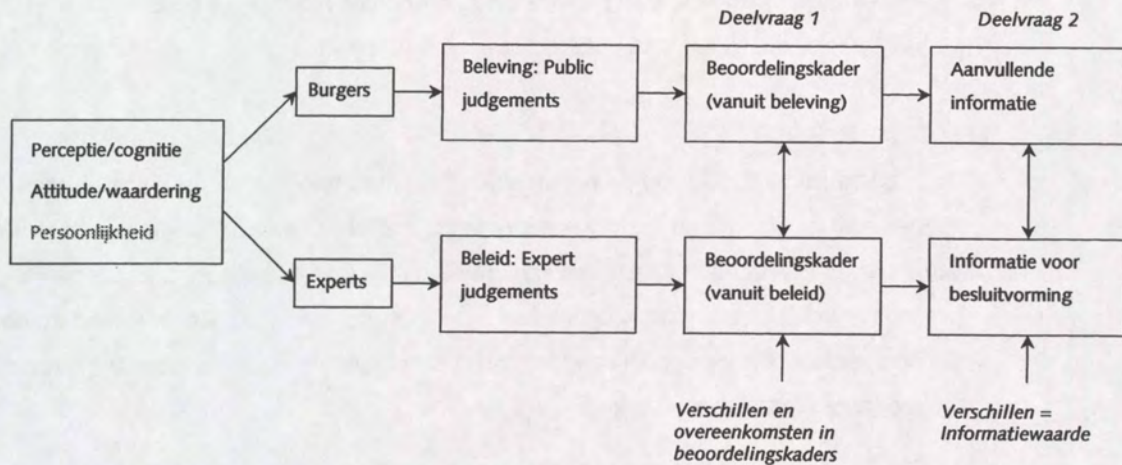 Deelvraag 1
Deelvraag 2
Burgers
Beleving: Public
judgements
Beoordelingskader
(vanuit beleving)
Aanvullende
informatie
Perceptie/cognitie
Attitude/waardering
Persoonlijkheid
Experts
Beleid: Expert
judgements
Beoordelingskader
(vanuit beleid)
Informatie voor
besluitvorming
Verschillen en
overeenkomsten in
beoordelingskaders
Verschillen =
Informatiewaarde